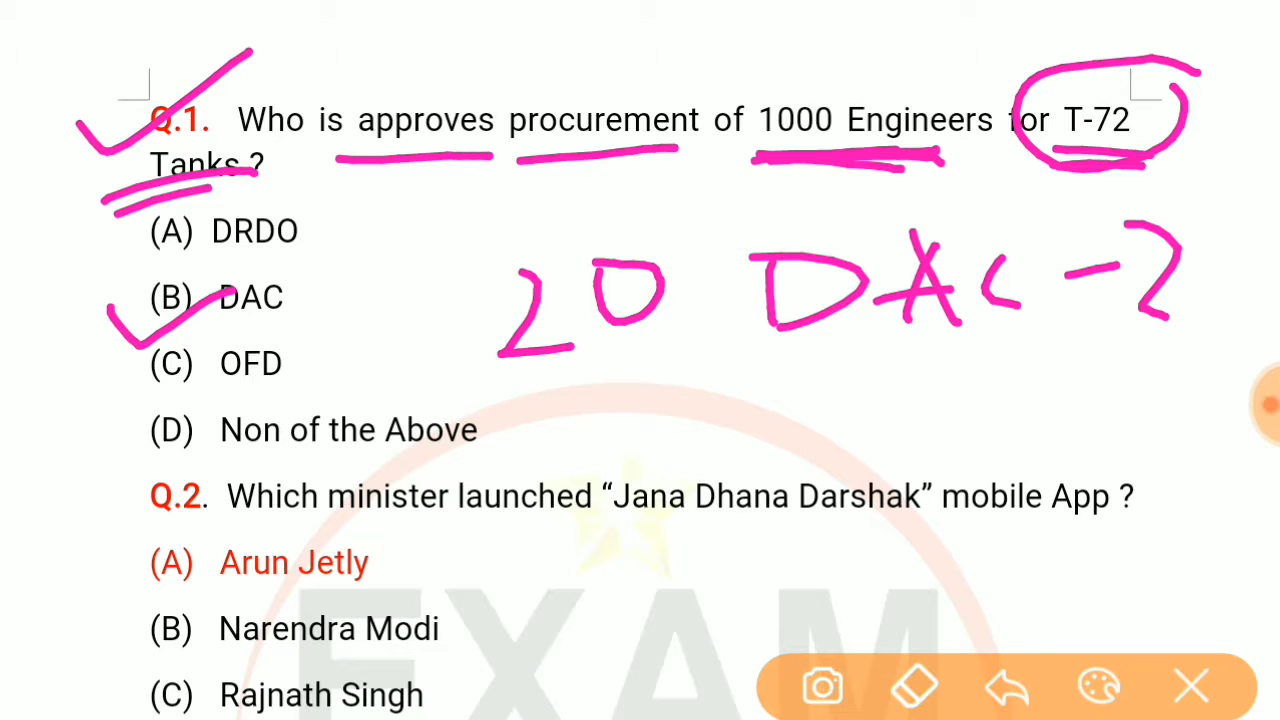 Q.1. Who is approves procurement of 1000 Engineers for T-72
Tanks ?
(A) DRDO
(B) DAC
20 DAC - 2
(C) OFD
(D) Non of the Above
Q.2. Which minister launched “Jana Dhana Darshak” mobile App ?
(A) Arun Jetly
(B) Narendra Modi
(C) Rajnath Singh
EXAM